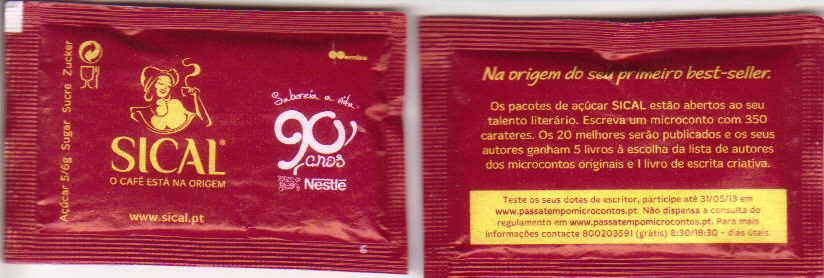 Açúcar 5/6g Sugar Sucre Zucker
SICAL®
O CAFÉ ESTÁ NA ORIGEM
www.sical.pt
Saboreia a vida
90
anos
Nestlé
6
Na origem do seu primeiro best-seller.
Os pacotes de açúcar SICAL estão abertos ao seu
talento literário. Escreva um microconto com 350
carateres. Os 20 melhores serão publicados e os seus
autores ganham 5 livros à escolha da lista de autores
dos microcontos originais e 1 livro de escrita criativa.
Teste os seus dotes de escritor, participe até 31/05/13 em
www.passatempomicrocontos.pt. Não dispensa a consulta do
regulamento em www.passatempomicrocontos.pt. Para mais
informações contacte 800203591 (grátis) 8:30/18:30 - dias úteis.